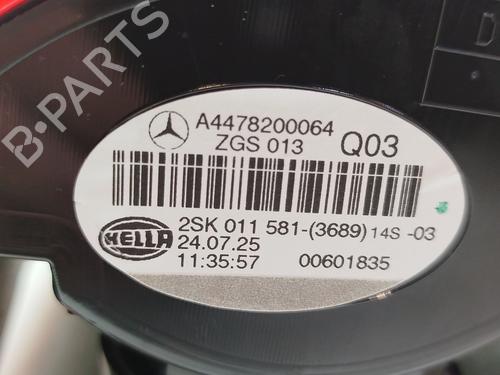 A4478200064
ZGS 013 Q03
2SK 011 581-(3689) 14S -03
HELLA 24.07.25
11:35:57 00601835
B-PARTS
D